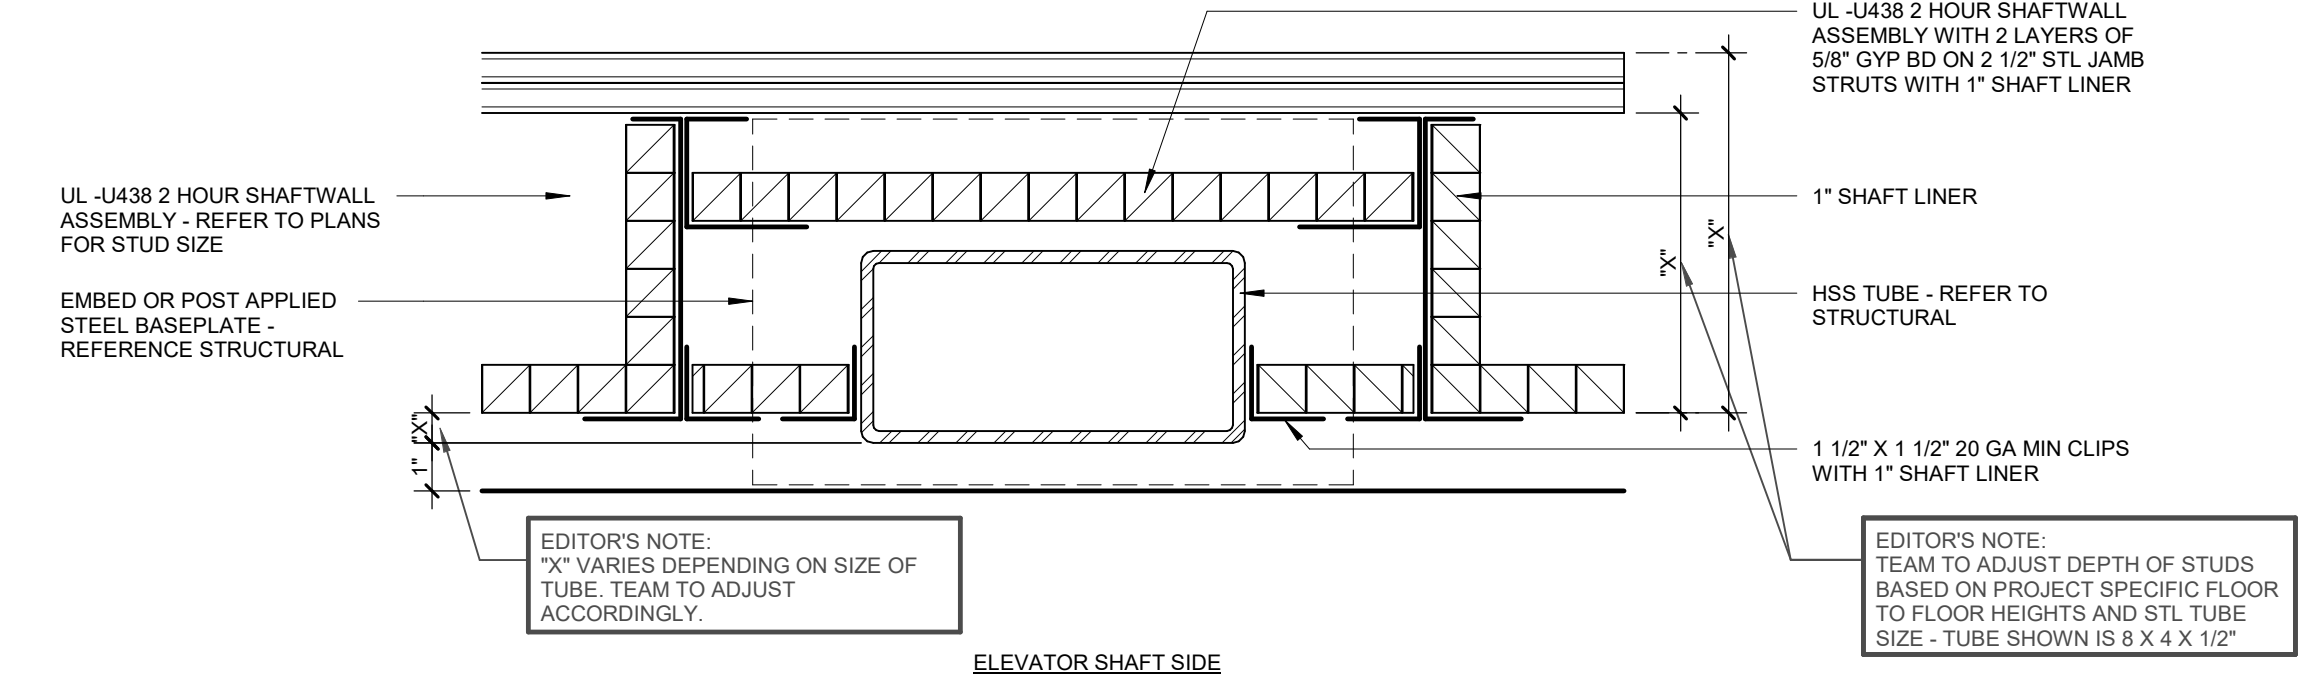 UL -U438 2 HOUR SHAFTWALL
ASSEMBLY WITH 2 LAYERS OF
5/8" GYP BD ON 2 1/2" STL JAMB
STRUTS WITH 1" SHAFT LINER
UL -U438 2 HOUR SHAFTWALL
ASSEMBLY - REFER TO PLANS
FOR STUD SIZE
1" SHAFT LINER
"X"
"X"
EMBED OR POST APPLIED
STEEL BASEPLATE -
REFERENCE STRUCTURAL
HSS TUBE - REFER TO
STRUCTURAL
"X"
1"
1 1/2" X 1 1/2" 20 GA MIN CLIPS
WITH 1" SHAFT LINER
EDITOR'S NOTE:
"X" VARIES DEPENDING ON SIZE OF
TUBE. TEAM TO ADJUST
ACCORDINGLY.
EDITOR'S NOTE:
TEAM TO ADJUST DEPTH OF STUDS
BASED ON PROJECT SPECIFIC FLOOR
TO FLOOR HEIGHTS AND STL TUBE
SIZE - TUBE SHOWN IS 8 X 4 X 1/2"
ELEVATOR SHAFT SIDE